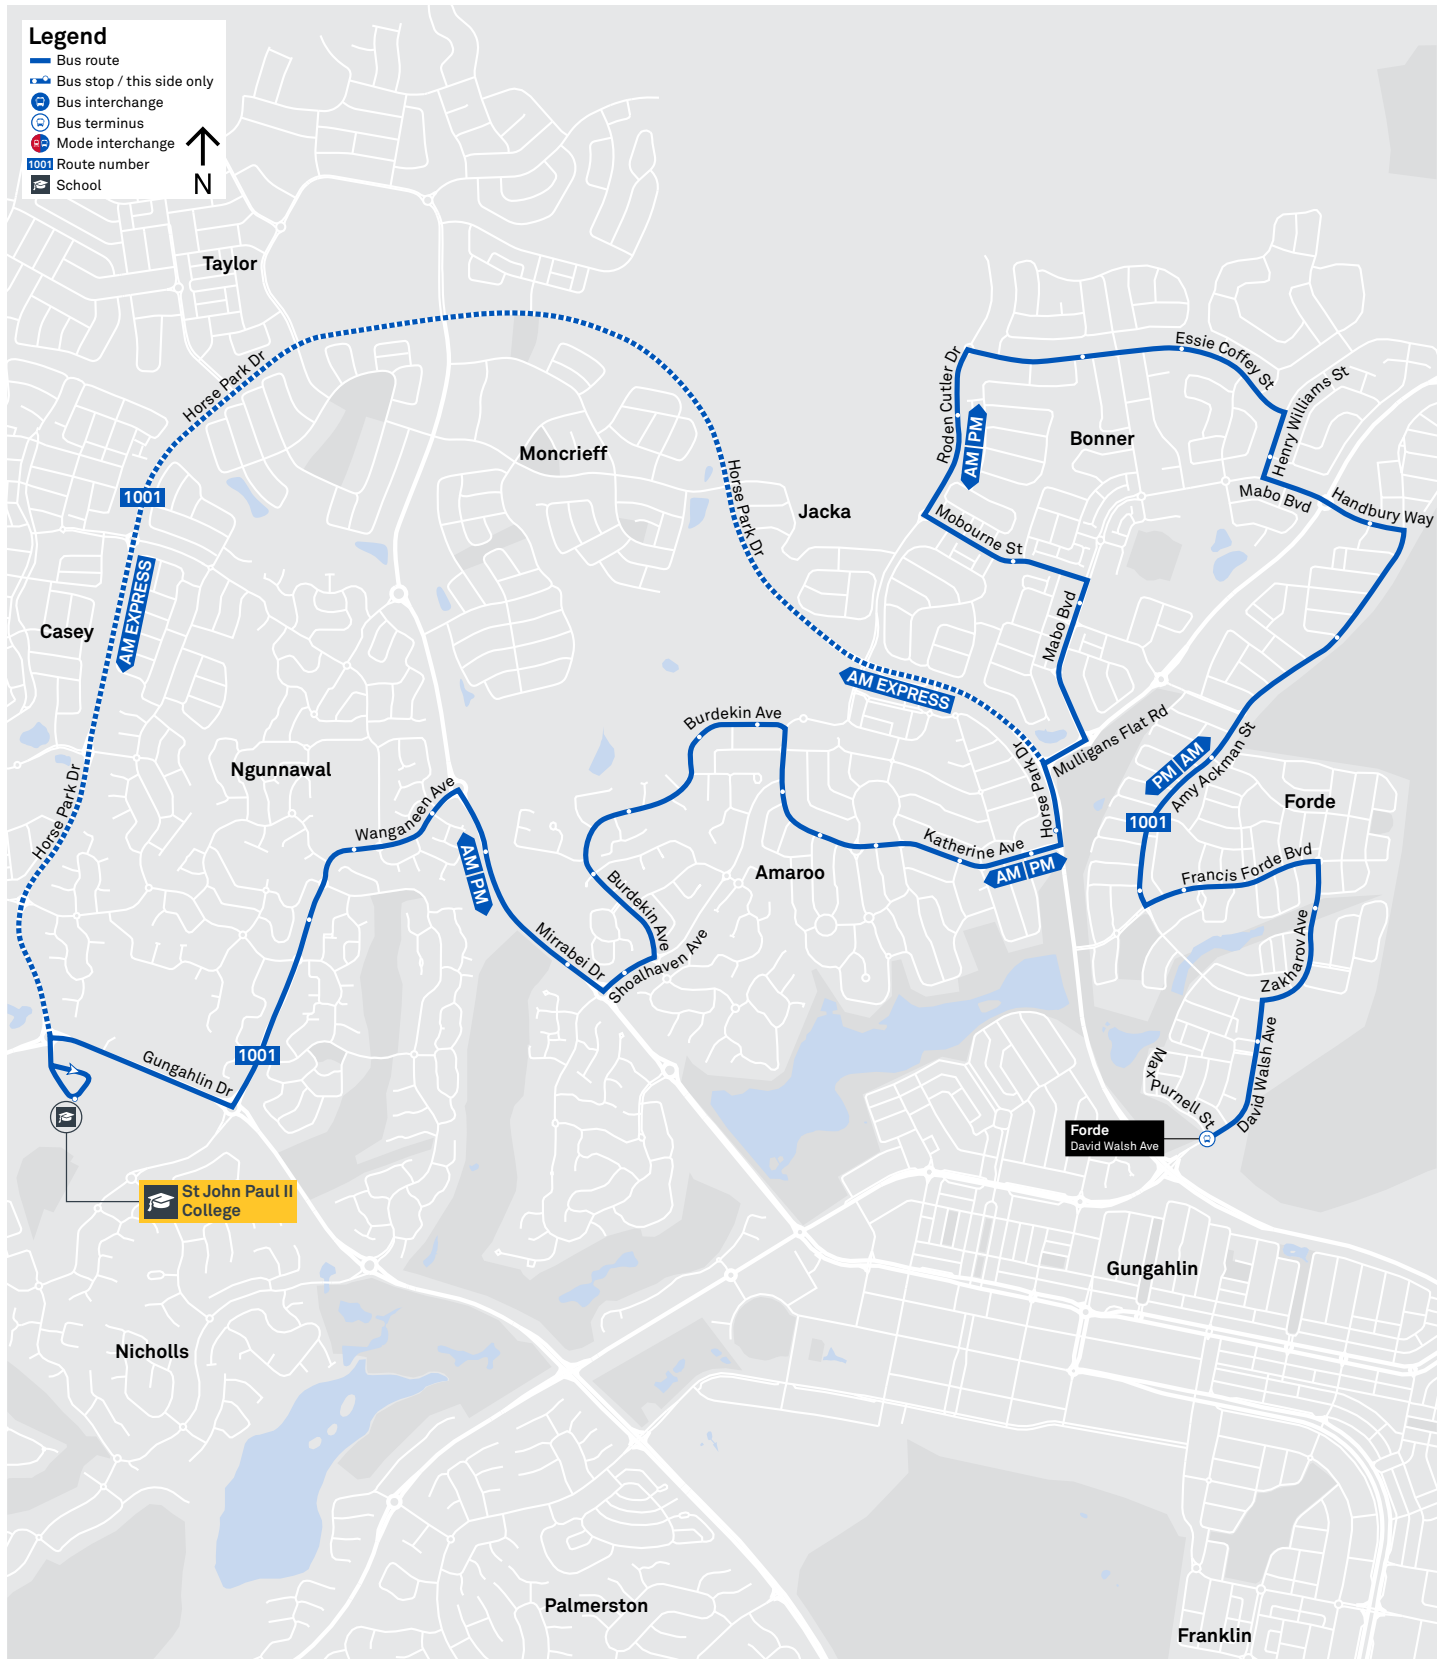 Legend
Bus route
Bus stop / this side only
Bus interchange
Bus terminus
Mode interchange
1001 Route number
School
N
Taylor
Horse Park Dr
1001
AM EXPRESS
Casey
Horse Park Dr
Moncrieff
Horse Park Dr
Jacka
AM EXPRESS
Roden Cutler Dr
AM PM
Essie Coffey St
Henry Williams St
Bonner
Mabo Bvd
Handbury Way
Mobourne St
Mabo Bvd
Mulligans Flat Rd
Horse Park Dr
PM AM
Amy Ackman St
1001
Forde
Francis Forde Bvd
Zakharov Ave
David Walsh Ave
Max
Purnell St
Forde
David Walsh Ave
Katherine Ave
AM PM
Amaroo
Burdekin Ave
Burdekin Ave
Shoalhaven Ave
Mirrabei Dr
AM PM
Ngunnawal
Wanganeen Ave
1001
Gungahlin Dr
St John Paul II
College
Gungahlin
Nicholls
Palmerston
Franklin